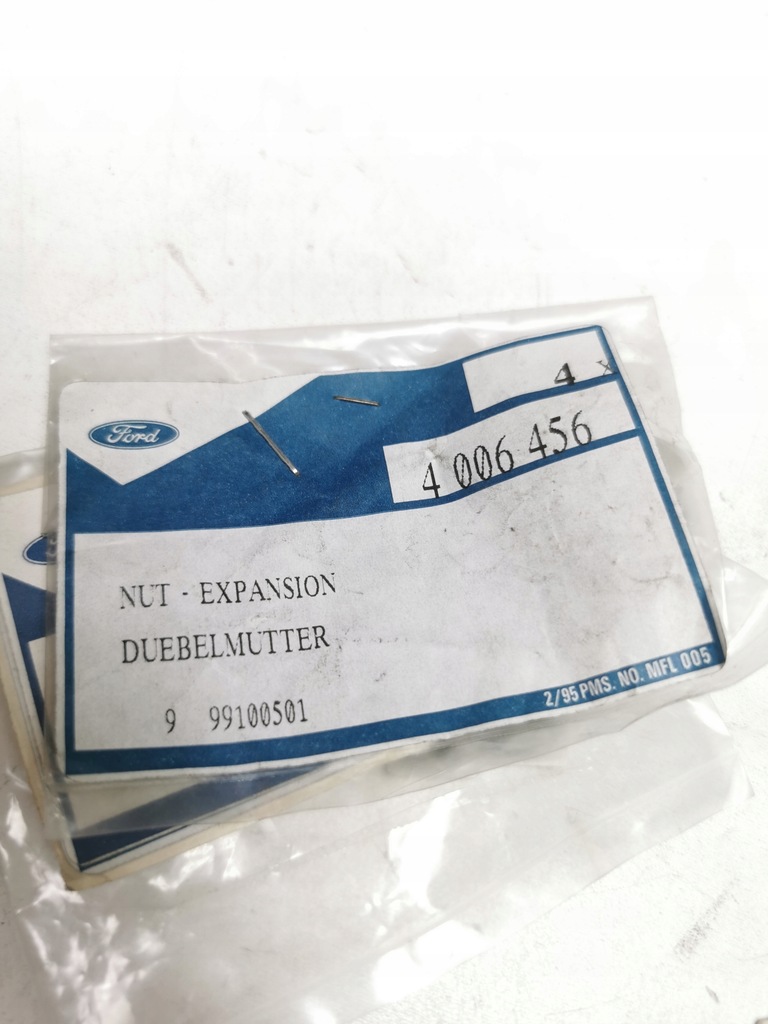 4 x
Ford
4 006 456
NUT - EXPANSION
DUEBELMUTTER
9 99100501
2/95 PMS. NO. MFL 005